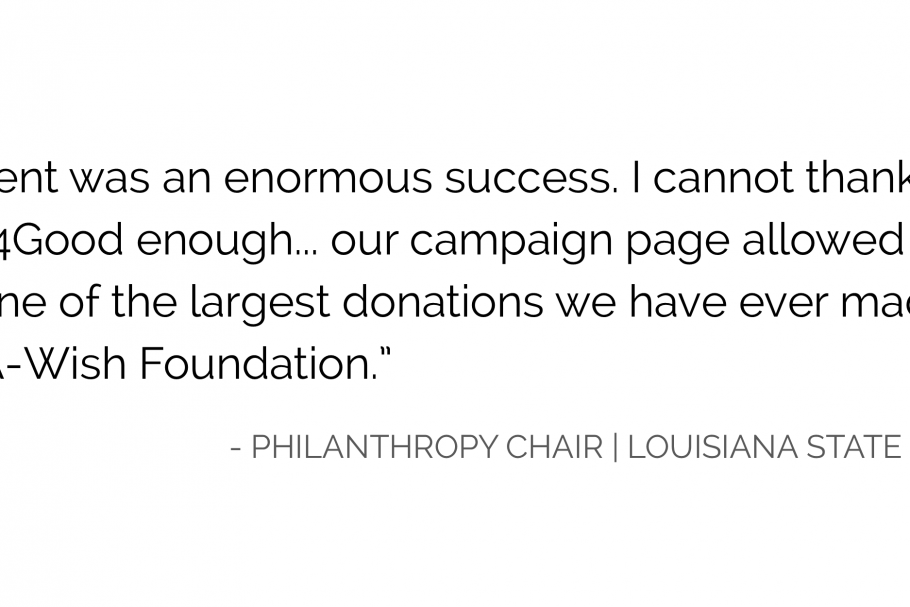 ent was an enormous success. I cannot thank
4Good enough... our campaign page allowed
ne of the largest donations we have ever mad
A-Wish Foundation.”
- PHILANTHROPY CHAIR | LOUISIANA STATE